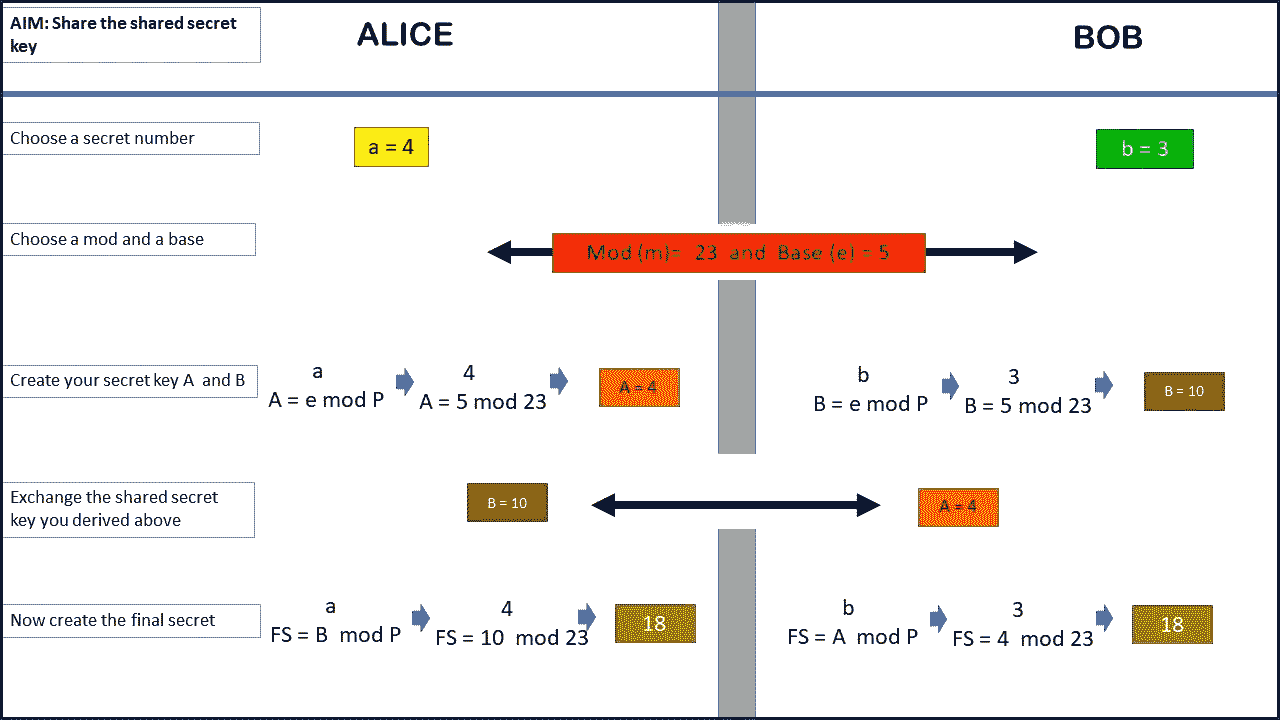 AIM: Share the shared secret
key
ALICE
BOB
Choose a secret number
a = 4
b = 3
Choose a mod and a base
Mod (m)= 23 and Base (e) = 5
Create your secret key A and B
a
A = e mod P
4
A = 5 mod 23
A = 4
b
B = e mod P
3
B = 5 mod 23
B = 10
Exchange the shared secret
key you derived above
B = 10
A = 4
Now create the final secret
a
FS = B mod P
4
FS = 10 mod 23
18
b
FS = A mod P
3
FS = 4 mod 23
18